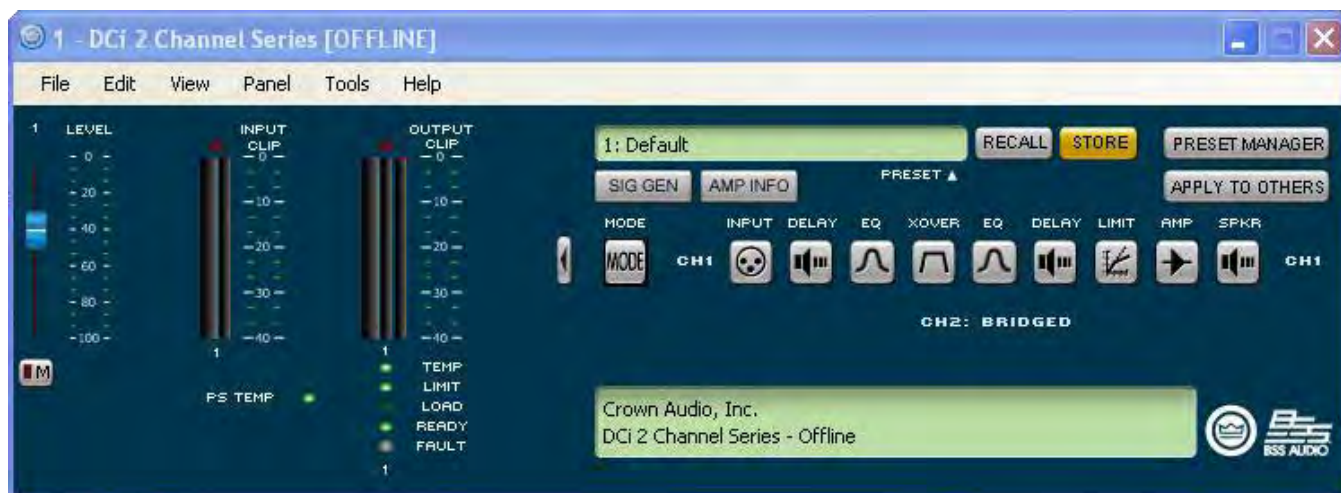 1 - DCi 2 Channel Series [OFFLINE]
File Edit View Panel Tools Help
1 LEVEL
- 0 -
- 20 -
- 40 -
- 60 -
- 80 -
-100-
M
INPUT
CLIP
-0-
-10-
-20-
-30-
-40-
1
PS TEMP
OUTPUT
CLIP
-0-
-10-
-20-
-30-
-40-
1
TEMP
LIMIT
LOAD
READY
FAULT
1
1: Default RECALL STORE PRESET MANAGER
SIG GEN AMP INFO PRESET ▲ APPLY TO OTHERS
MODE INPUT DELAY EQ XOVER EQ DELAY LIMIT AMP SPKR
MODE CH1 CH1
CH2: BRIDGED
Crown Audio, Inc.
DCi 2 Channel Series - Offline
BSS AUDIO